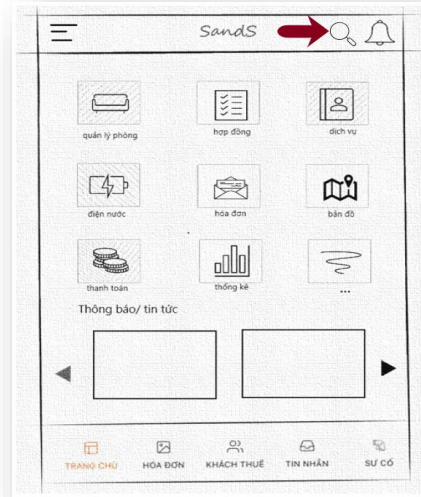 SandS
quản lý phòng
hợp đồng
dịch vụ
điện nước
hóa đơn
bản đồ
thanh toán
thống kê
...
Thông báo/ tin tức
TRANG CHỦ
HÓA ĐƠN
KHÁCH THUÊ
TIN NHẮN
SỰ CỐ